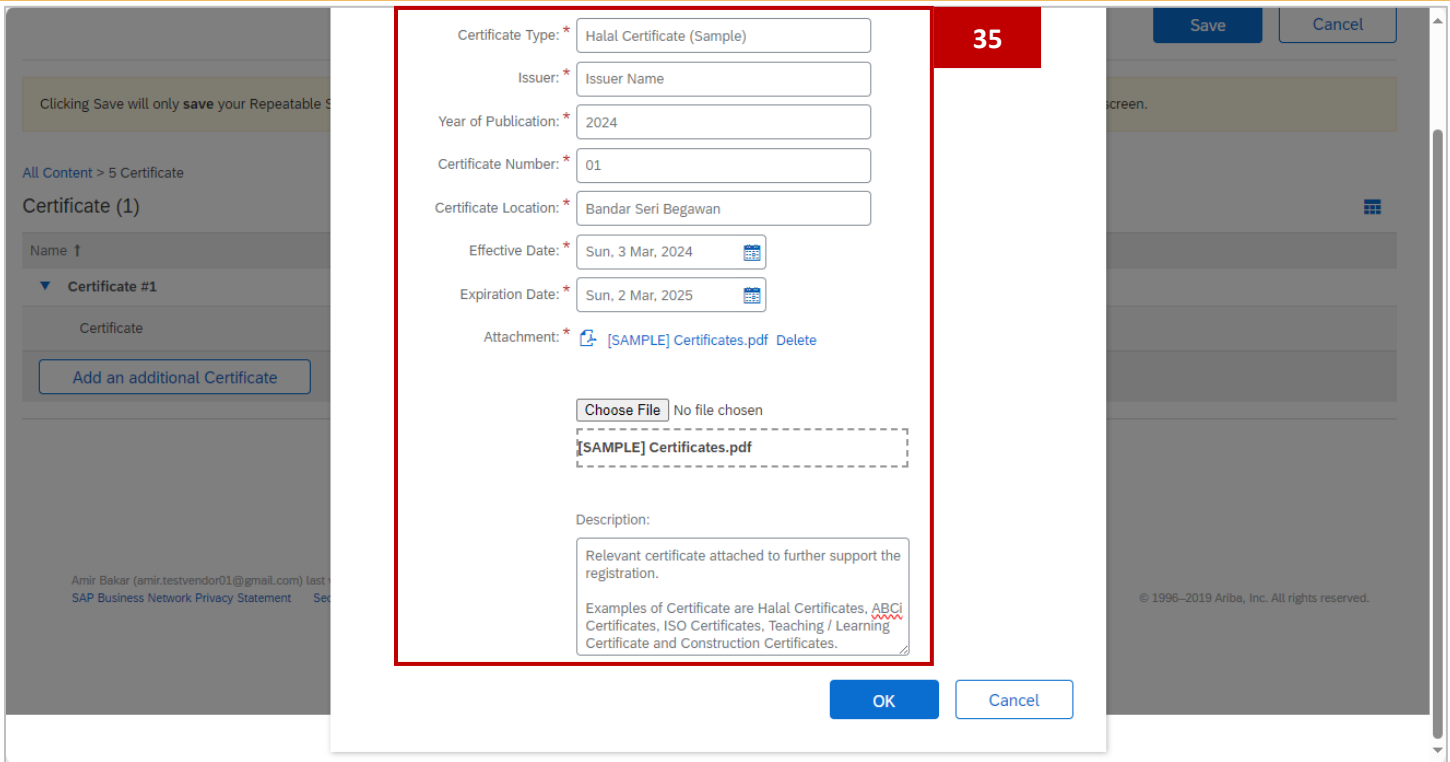 Save
Cancel
Certificate Type: * Halal Certificate (Sample)
35
Issuer: * Issuer Name
Clicking Save will only save your Repeatable S
screen.
Year of Publication: * 2024
Certificate Number: * 01
All Content > 5 Certificate
Certificate Location: * Bandar Seri Begawan
Certificate (1)
Name ↑
Effective Date: * Sun, 3 Mar, 2024
▼ Certificate #1
Expiration Date: * Sun, 2 Mar, 2025
Certificate
Attachment: * [SAMPLE] Certificates.pdf Delete
Add an additional Certificate
Choose File No file chosen
[SAMPLE] Certificates.pdf
Description:
Relevant certificate attached to further support the
registration.
Examples of Certificate are Halal Certificates, ABCi
Certificates, ISO Certificates, Teaching / Learning
Certificate and Construction Certificates.
Amir Bakar (amir.testvendor01@gmail.com) last
SAP Business Network Privacy Statement Sec
© 1996–2019 Ariba, Inc. All rights reserved.
OK
Cancel